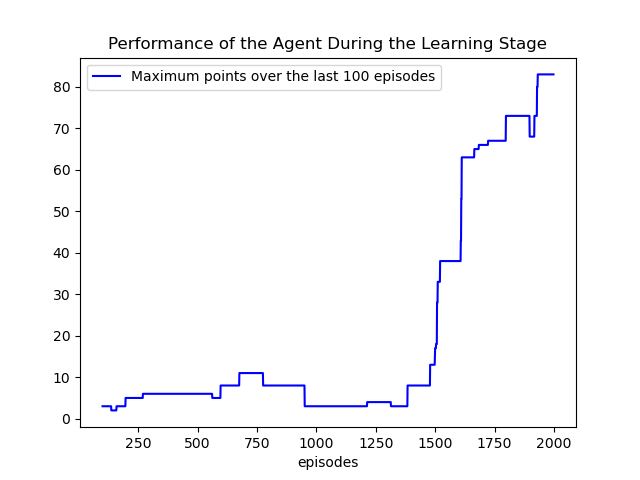 Performance of the Agent During the Learning Stage
Maximum points over the last 100 episodes
80
70
60
50
40
30
20
10
0
250 500 750 1000 1250 1500 1750 2000
episodes